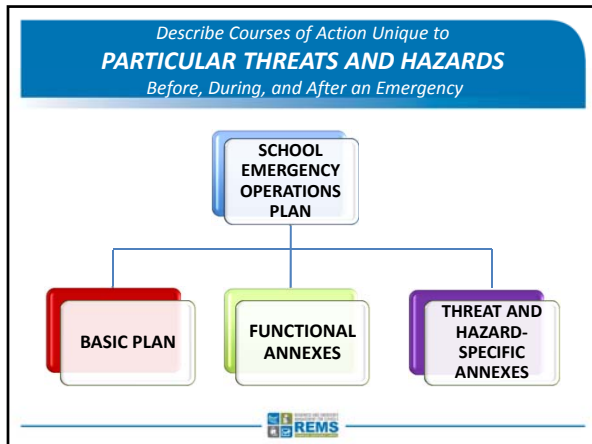 Describe Courses of Action Unique to
PARTICULAR THREATS AND HAZARDS
Before, During, and After an Emergency
SCHOOL
EMERGENCY
OPERATIONS
PLAN
BASIC PLAN
FUNCTIONAL
ANNEXES
THREAT AND
HAZARD-
SPECIFIC
ANNEXES
REMS